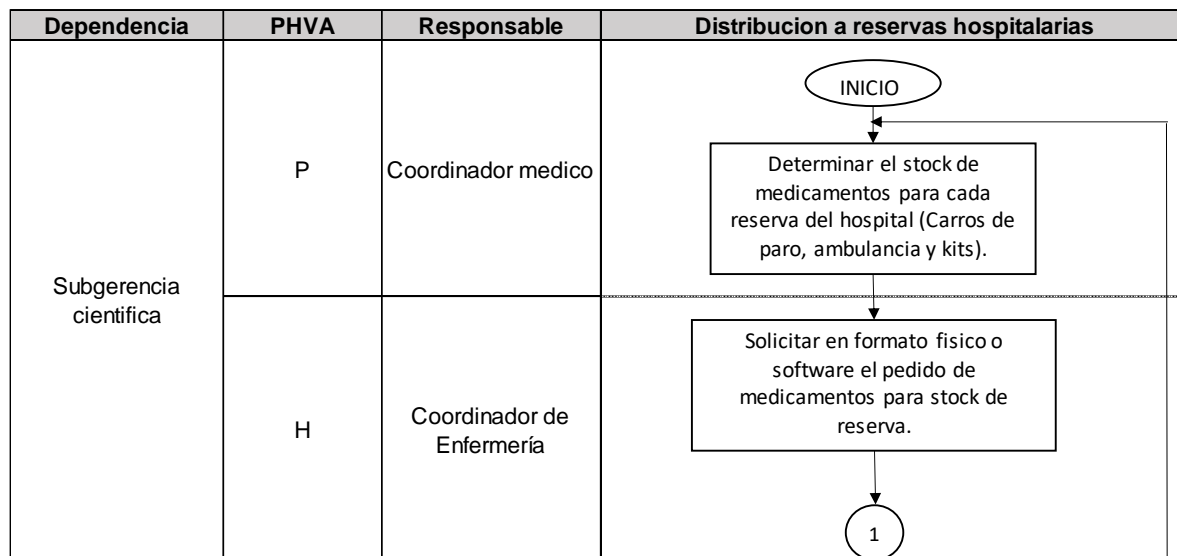 Dependencia PHVA Responsable Distribucion a reservas hospitalarias
INICIO
P
Coordinador medico
Determinar el stock de
medicamentos para cada
reserva del hospital (Carros de
paro, ambulancia y kits).
Subgerencia
cientifica
H
Coordinador de
Enfermería
Solicitar en formato fisico o
software el pedido de
medicamentos para stock de
reserva.
1